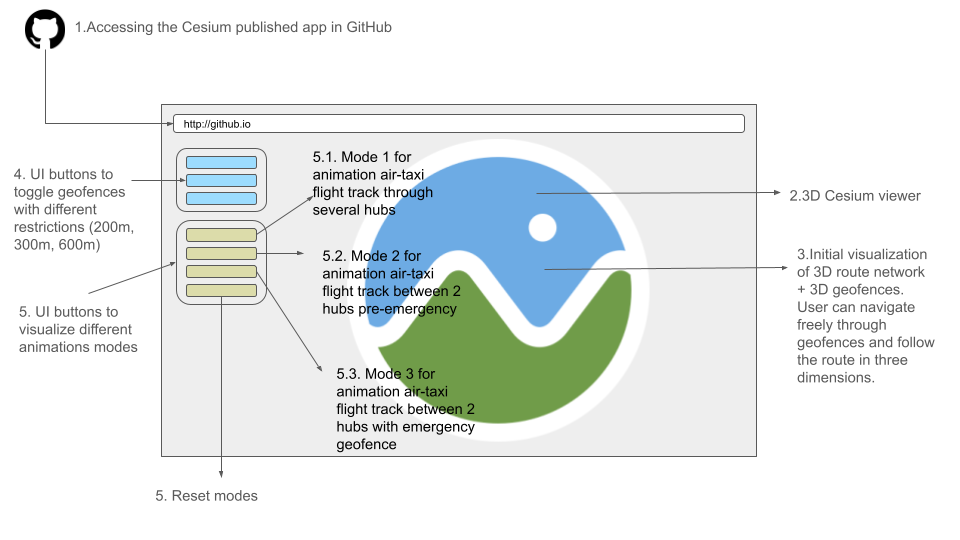 1.Accessing the Cesium published app in GitHub
http://github.io
4. UI buttons to
toggle geofences
with different
restrictions (200m,
300m, 600m)
5. UI buttons to
visualize different
animations modes
5.1. Mode 1 for
animation air-taxi
flight track through
several hubs
5.2. Mode 2 for
animation air-taxi
flight track between 2
hubs pre-emergency
5.3. Mode 3 for
animation air-taxi
flight track between 2
hubs with emergency
geofence
2.3D Cesium viewer
3.Initial visualization
of 3D route network
+ 3D geofences.
User can navigate
freely through
geofences and follow
the route in three
dimensions.
5. Reset modes